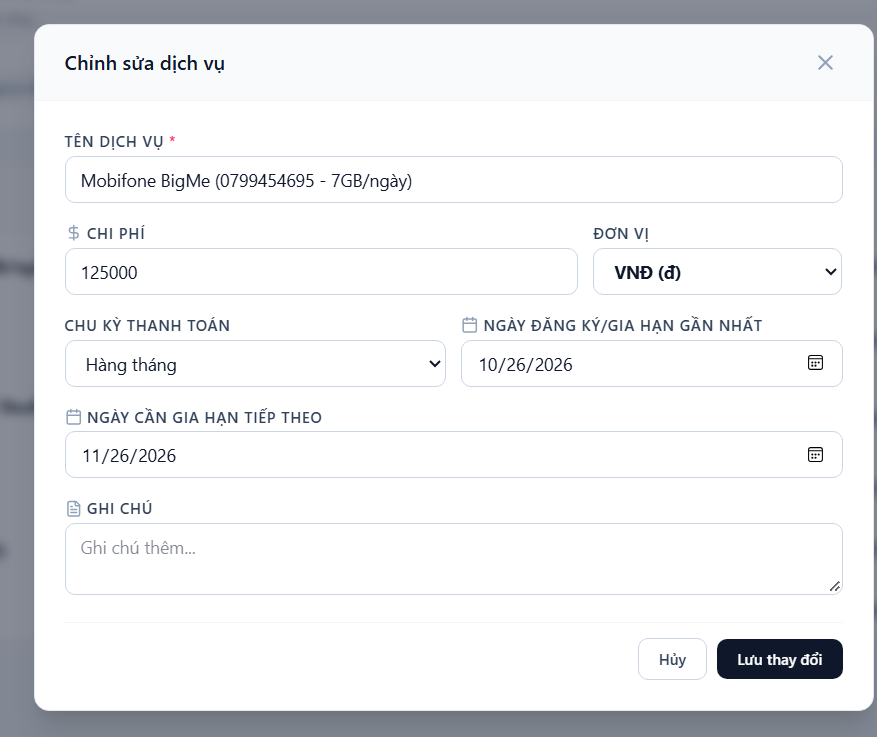 Chỉnh sửa dịch vụ
TÊN DỊCH VỤ *
Mobifone BigMe (0799454695 - 7GB/ngày)
$ CHI PHÍ
ĐƠN VỊ
125000
VNĐ (đ)
CHU KỲ THANH TOÁN
NGÀY ĐĂNG KÝ/GIA HẠN GẦN NHẤT
Hàng tháng
10/26/2026
NGÀY CẦN GIA HẠN TIẾP THEO
11/26/2026
GHI CHÚ
Ghi chú thêm...
Hủy
Lưu thay đổi